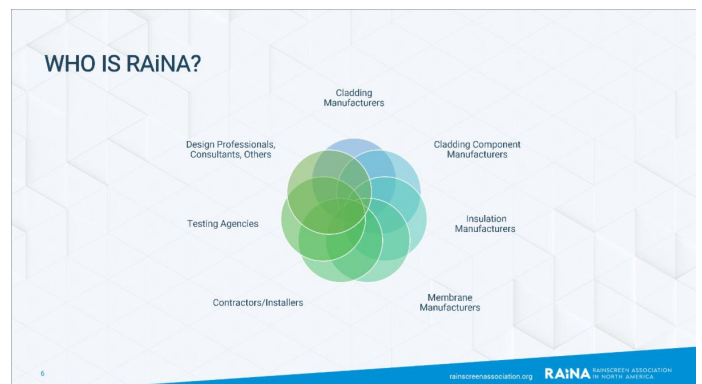 WHO IS RAiNA?
Cladding
Manufacturers
Design Professionals,
Consultants, Others
Cladding Component
Manufacturers
Testing Agencies
Insulation
Manufacturers
Contractors/Installers
Membrane
Manufacturers
6
rainscreenassociation.org
RAiNA
RAINSCREEN ASSOCIATION
IN NORTH AMERICA